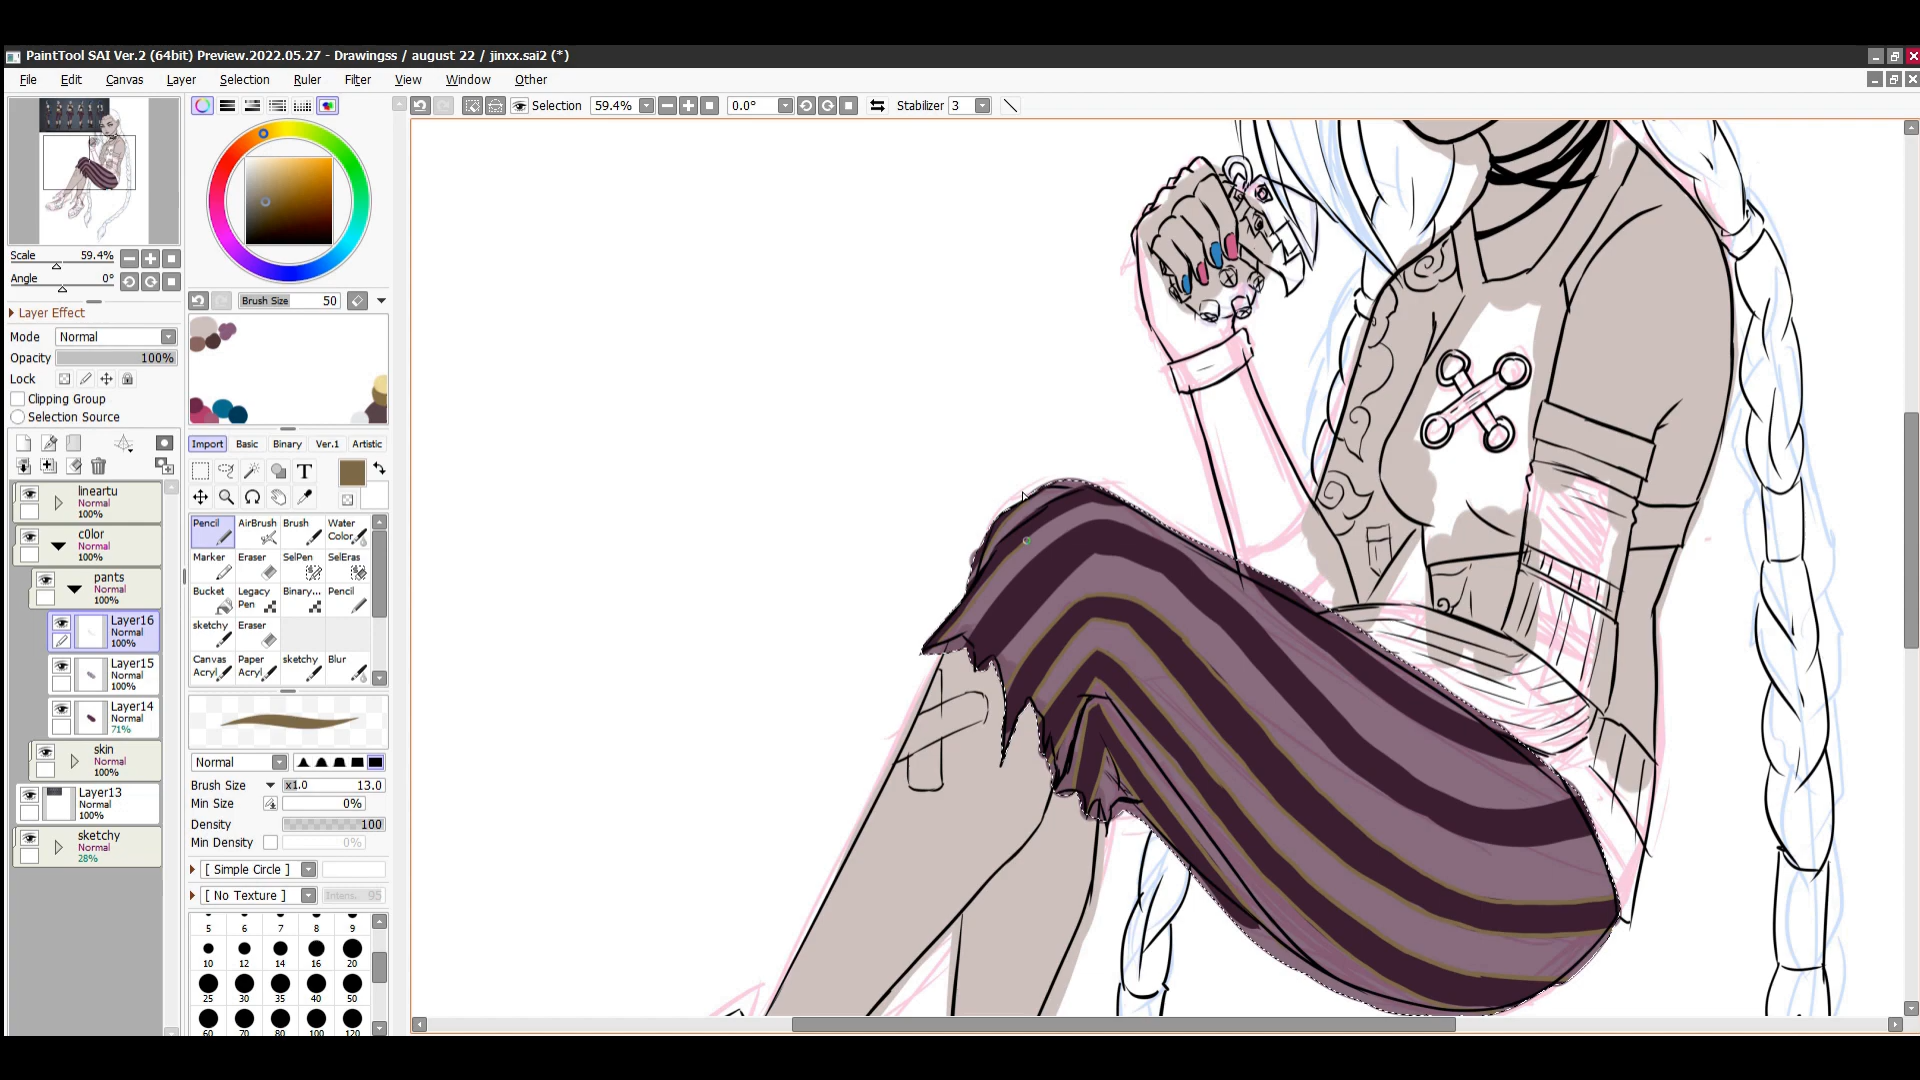 PaintTool SAI Ver.2 (64bit) Preview.2022.05.27 - Drawingss / august 22 / jinxx.sai2 (*)
File Edit Canvas Layer Selection Ruler Filter View Window Other
Selection 59.4% 0.0° Stabilizer 3
Scale 59.4%
Angle 0°
Layer Effect
Mode Normal
Opacity 100%
Lock
Clipping Group
Selection Source
lineartu
Normal
100%
c0lor
Normal
100%
pants
Normal
100%
Layer16
Normal
100%
Layer15
Normal
100%
Layer14
Normal
71%
skin
Normal
100%
Layer13
Normal
100%
sketchy
Normal
28%
Brush Size 50
Import Basic Binary Ver.1 Artistic
T
Pencil AirBrush Brush Water Color
Marker Eraser SelPen SelEras
Bucket Legacy Pen Binary... Pencil
sketchy Eraser
Canvas Acryl Paper Acryl sketchy Blur
Normal
Brush Size x1.0 13.0
Min Size 0%
Density 100
Min Density 0%
[ Simple Circle ]
[ No Texture ] Intens. 95
5 6 7 8 9
10 12 14 16 20
25 30 35 40 50
60 70 80 100 120